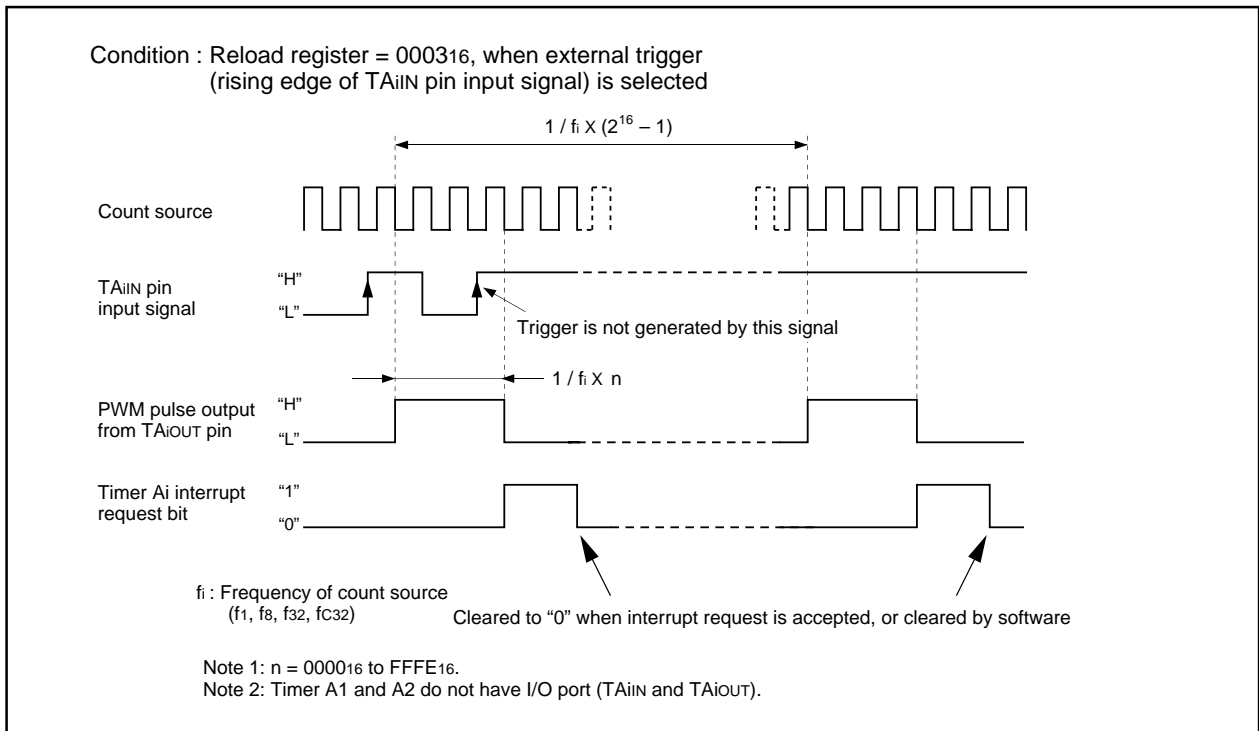 Condition : Reload register = 000316, when external trigger
(rising edge of TAiIN pin input signal) is selected
1 / fi X (2^16 – 1)
Count source
TAiIN pin
input signal
“H”
“L”
Trigger is not generated by this signal
1 / fi X n
PWM pulse output
from TAiOUT pin
“H”
“L”
Timer Ai interrupt
request bit
“1”
“0”
fi : Frequency of count source
(f1, f8, f32, fC32)
Cleared to “0” when interrupt request is accepted, or cleared by software
Note 1: n = 000016 to FFFE16.
Note 2: Timer A1 and A2 do not have I/O port (TAiIN and TAiOUT).